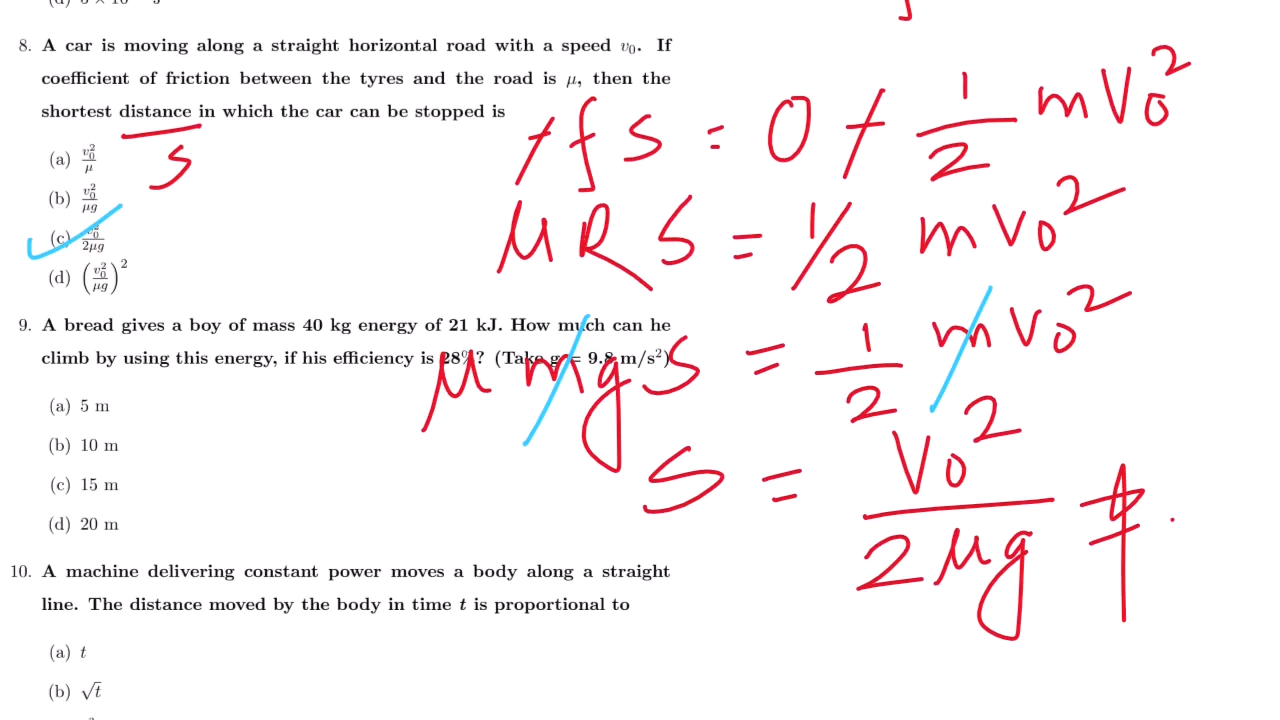 8. A car is moving along a straight horizontal road with a speed v₀. If
coefficient of friction between the tyres and the road is μ, then the
shortest distance in which the car can be stopped is
S
(a) v₀²/μ
(b) v₀²/μg
(c) v₀²/2μg
(d) (v₀²/μg)²
+fs = 0 + 1/2 mV₀²
μRS = 1/2 mV₀²
μmgS = 1/2 mV₀²
S = V₀²/2μg
9. A bread gives a boy of mass 40 kg energy of 21 kJ. How much can he
climb by using this energy, if his efficiency is 28%? (Take g = 9.8 m/s²)
(a) 5 m
(b) 10 m
(c) 15 m
(d) 20 m
10. A machine delivering constant power moves a body along a straight
line. The distance moved by the body in time t is proportional to
(a) t
(b) √t